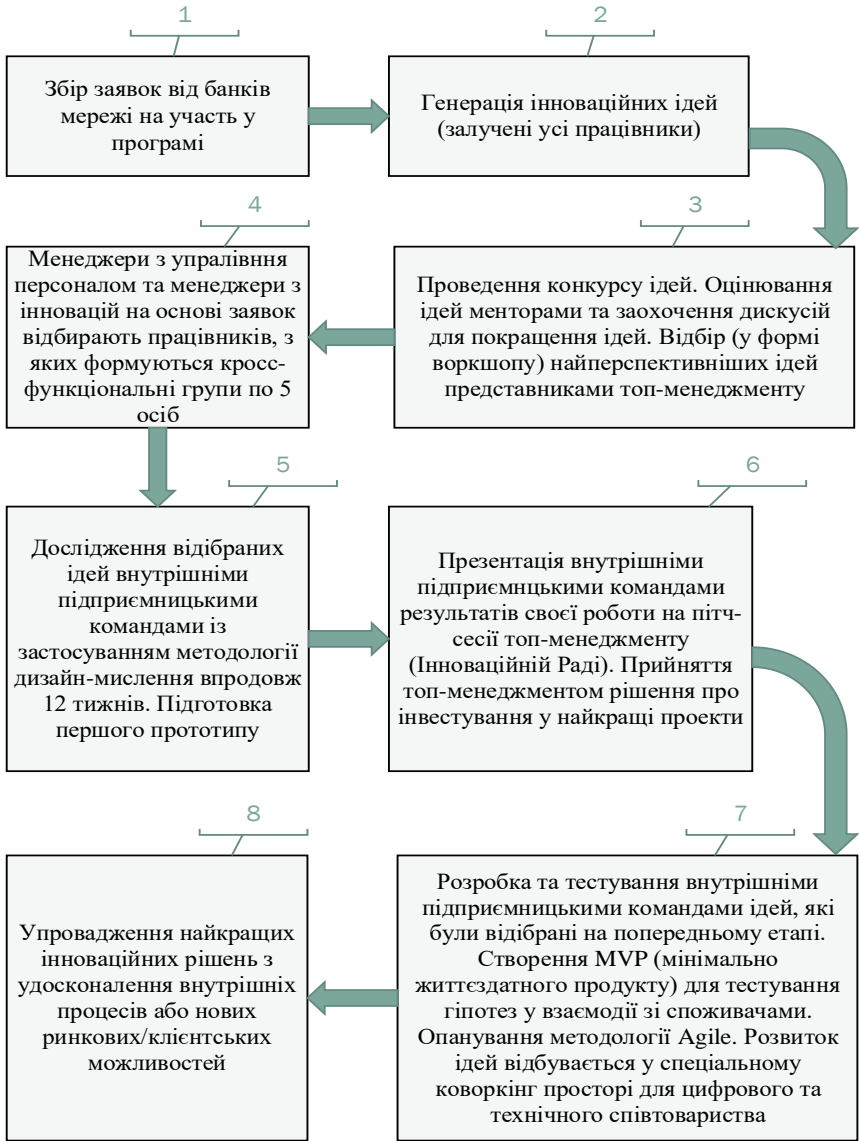 1
Збір заявок від банків
мережі на участь у
програмі
2
Генерація інноваційних ідей
(залучені усі працівники)
3
Проведення конкурсу ідей. Оцінювання
ідей менторами та заохочення дискусій
для покращення ідей. Відбір (у формі
воркшопу) найперспективніших ідей
представниками топ-менеджменту
4
Менеджери з упралівння
персоналом та менеджери з
інновацій на основі заявок
відбирають працівників, з
яких формуються кросс-
функціональні групи по 5
осіб
5
Дослідження відібраних
ідей внутрішніми
підприємницькими
командами із
застосуванням методології
дизайн-мислення впродовж
12 тижнів. Підготовка
першого прототипу
6
Презентація внутрішніми
підприємнцькими командами
результатів своєї роботи на пітч-
сесії топ-менеджменту
(Інноваційній Раді). Прийняття
топ-менеджментом рішення про
інвестування у найкращі проекти
7
Розробка та тестування внутрішніми
підприємницькими командами ідей, які
були відібрані на попередньому етапі.
Створення MVP (мінімально
життєздатного продукту) для тестування
гіпотез у взаємодії зі споживачами.
Опанування методології Agile. Розвиток
ідей відбувається у спеціальному
коворкінг просторі для цифрового та
технічного співтовариства
8
Упровадження найкращих
інноваційних рішень з
удосконалення внутрішніх
процесів або нових
ринкових/клієнтських
можливостей